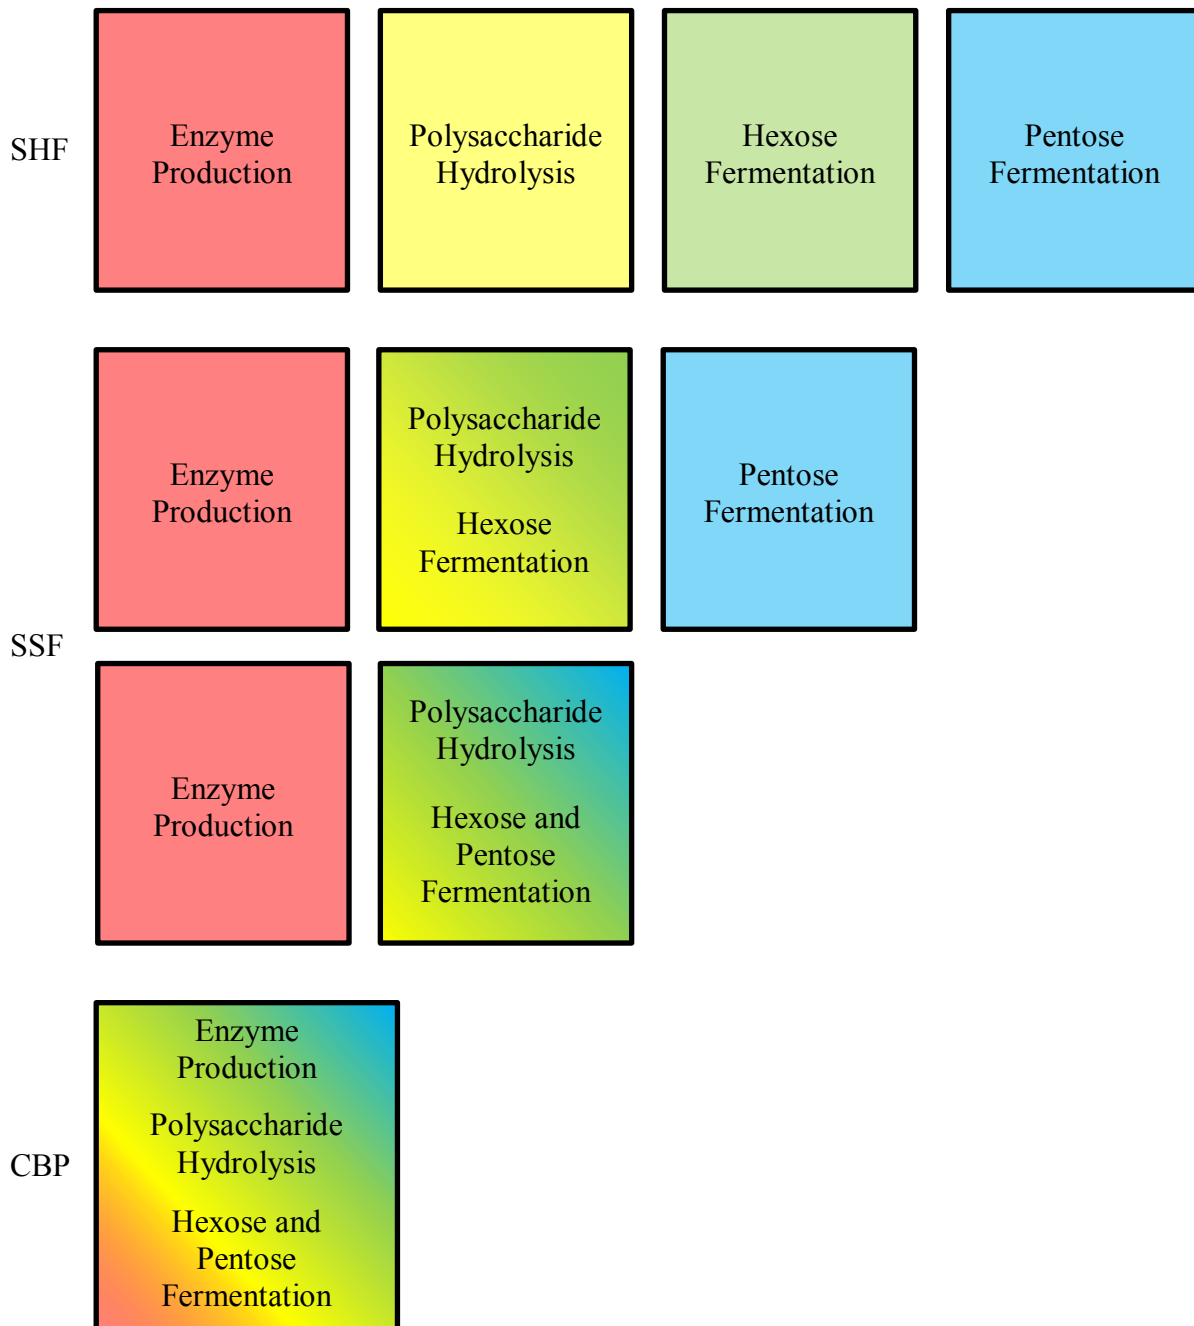 SHF
Enzyme
Production
Polysaccharide
Hydrolysis
Hexose
Fermentation
Pentose
Fermentation
SSF
Enzyme
Production
Polysaccharide
Hydrolysis
Hexose
Fermentation
Pentose
Fermentation
Enzyme
Production
Polysaccharide
Hydrolysis
Hexose and
Pentose
Fermentation
CBP
Enzyme
Production
Polysaccharide
Hydrolysis
Hexose and
Pentose
Fermentation